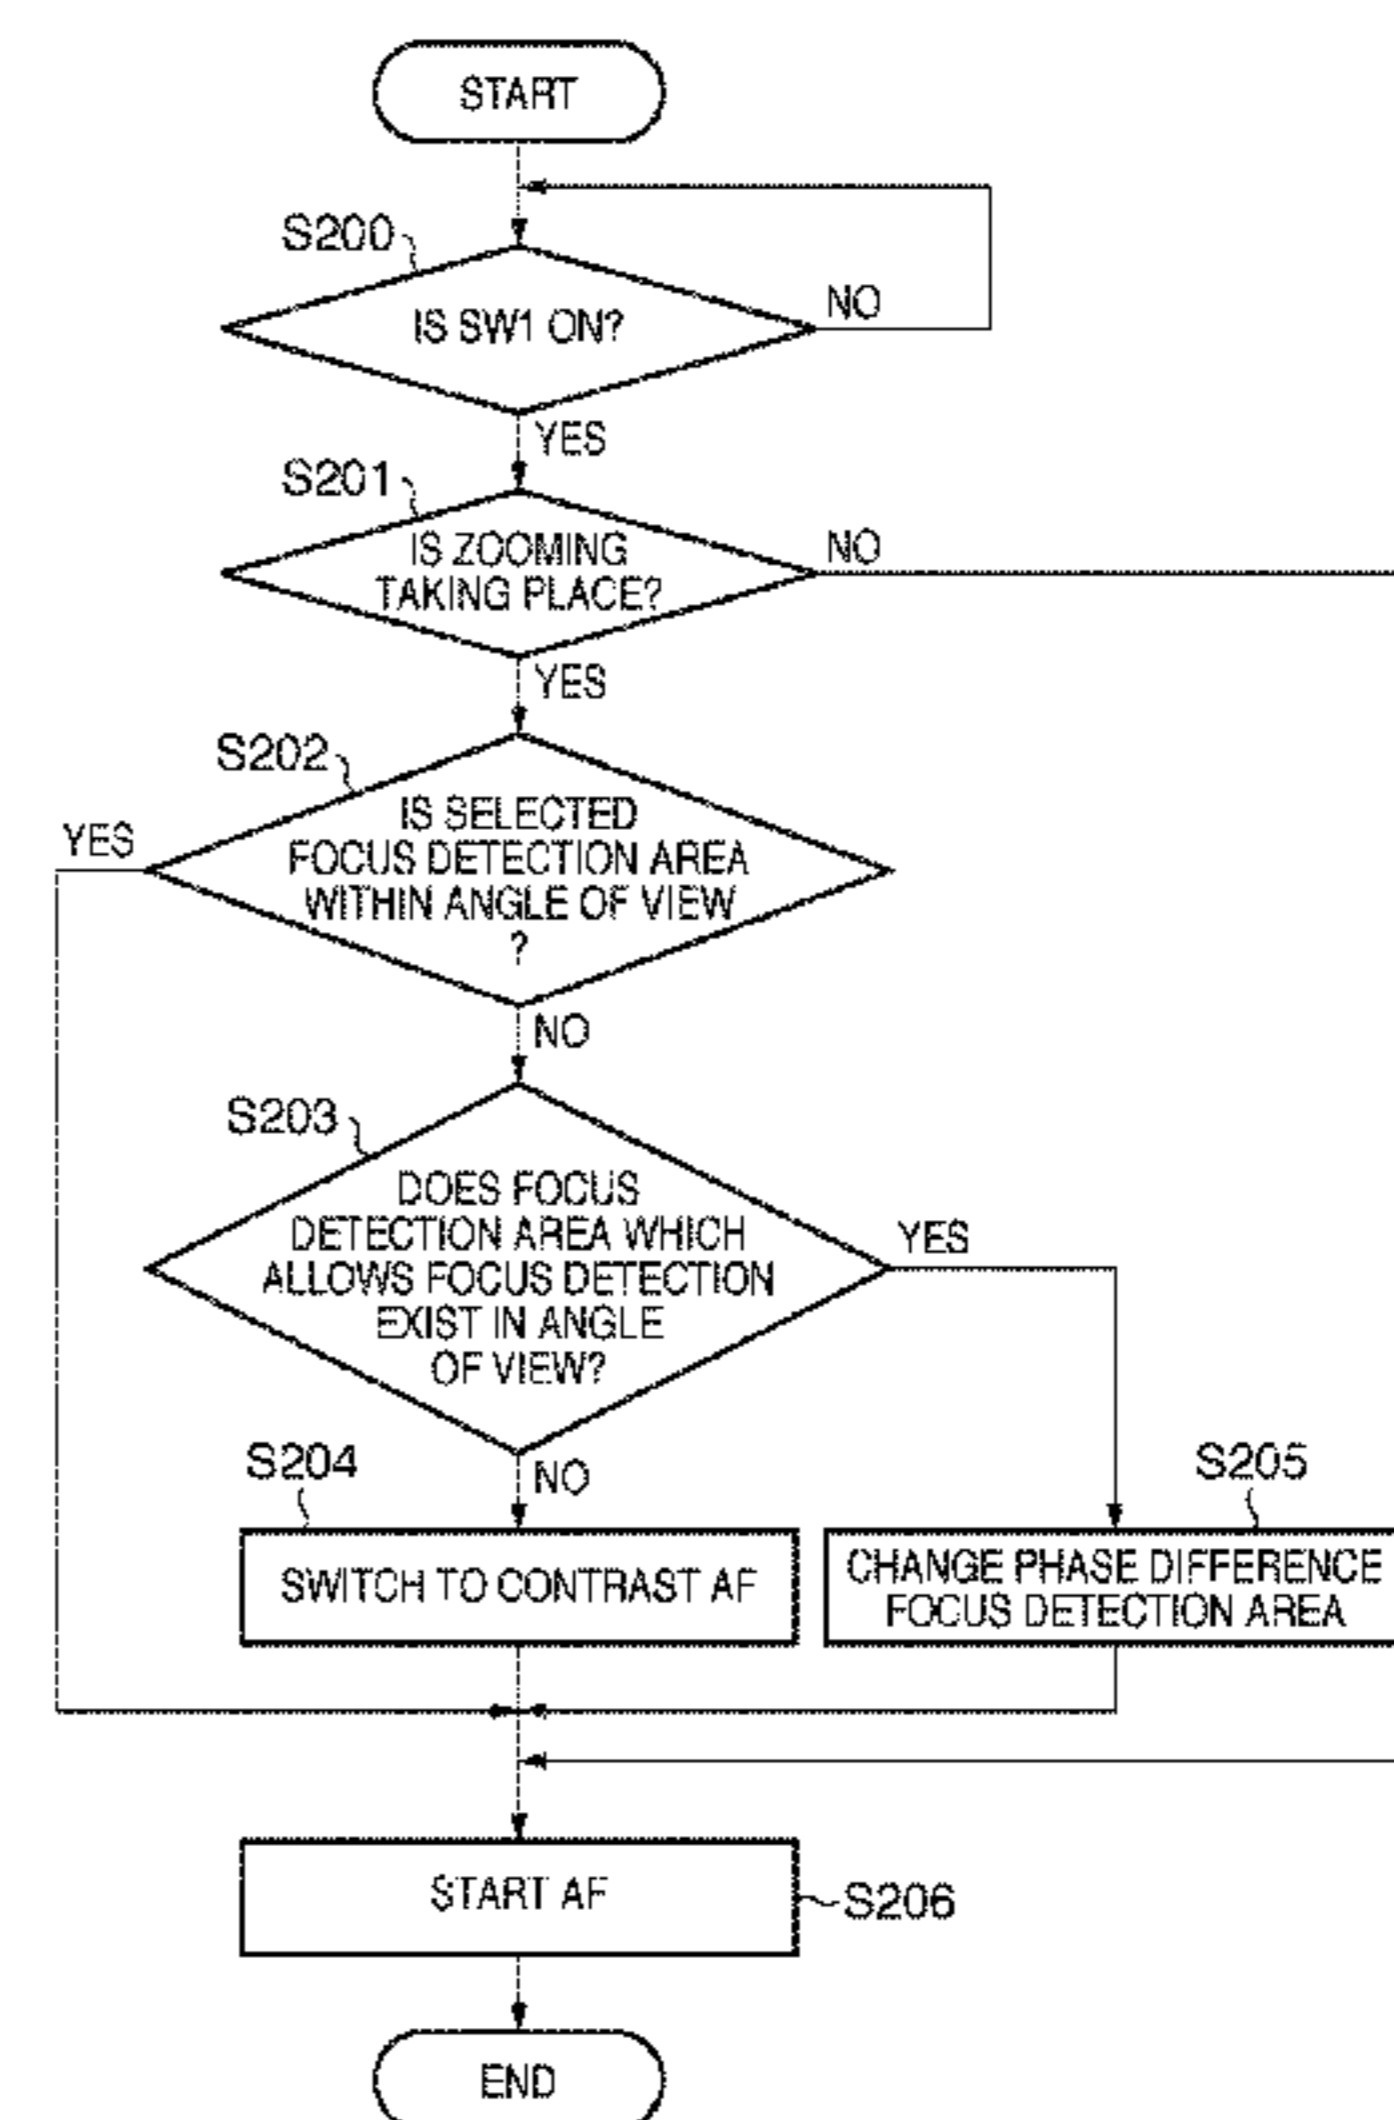 START
S200
IS SW1 ON?
NO
YES
S201
IS ZOOMING
TAKING PLACE?
NO
YES
S202
IS SELECTED
FOCUS DETECTION AREA
WITHIN ANGLE OF VIEW
?
YES
NO
S203
DOES FOCUS
DETECTION AREA WHICH
ALLOWS FOCUS DETECTION
EXIST IN ANGLE
OF VIEW?
YES
NO
S204
SWITCH TO CONTRAST AF
S205
CHANGE PHASE DIFFERENCE
FOCUS DETECTION AREA
START AF
S206
END